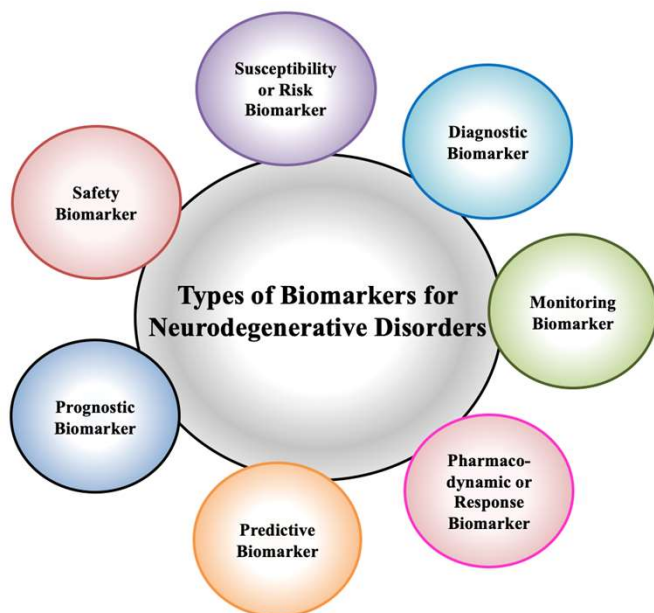 Susceptibility
or Risk
Biomarker
Diagnostic
Biomarker
Safety
Biomarker
Types of Biomarkers for
Neurodegenerative Disorders
Monitoring
Biomarker
Prognostic
Biomarker
Pharmaco-
dynamic or
Response
Biomarker
Predictive
Biomarker